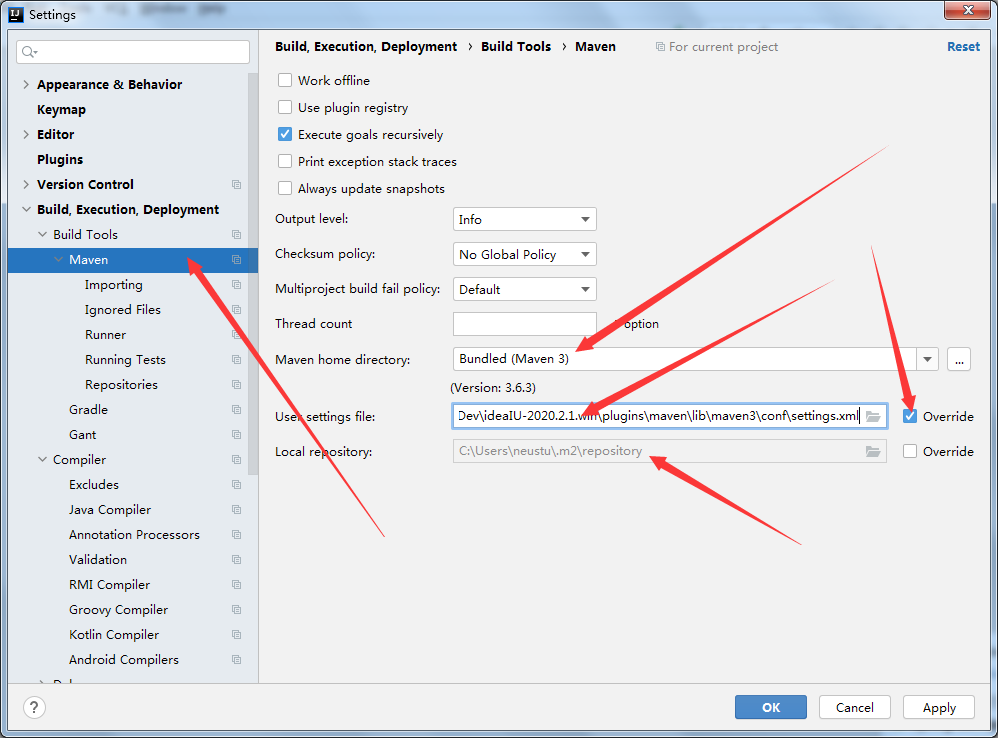 Settings
Build, Execution, Deployment › Build Tools › Maven For current project Reset
Appearance & Behavior
Keymap
Editor
Plugins
Version Control
Build, Execution, Deployment
Build Tools
Maven
Importing
Ignored Files
Runner
Running Tests
Repositories
Gradle
Gant
Compiler
Excludes
Java Compiler
Annotation Processors
Validation
RMI Compiler
Groovy Compiler
Kotlin Compiler
Android Compilers
Work offline
Use plugin registry
Execute goals recursively
Print exception stack traces
Always update snapshots
Output level: Info
Checksum policy: No Global Policy
Multiproject build fail policy: Default
Thread count option
Maven home directory: Bundled (Maven 3) ...
(Version: 3.6.3)
User settings file: Dev\ideaIU-2020.2.1.win\plugins\maven\lib\maven3\conf\settings.xml Override
Local repository: C:\Users\neustu\.m2\repository Override
? OK Cancel Apply